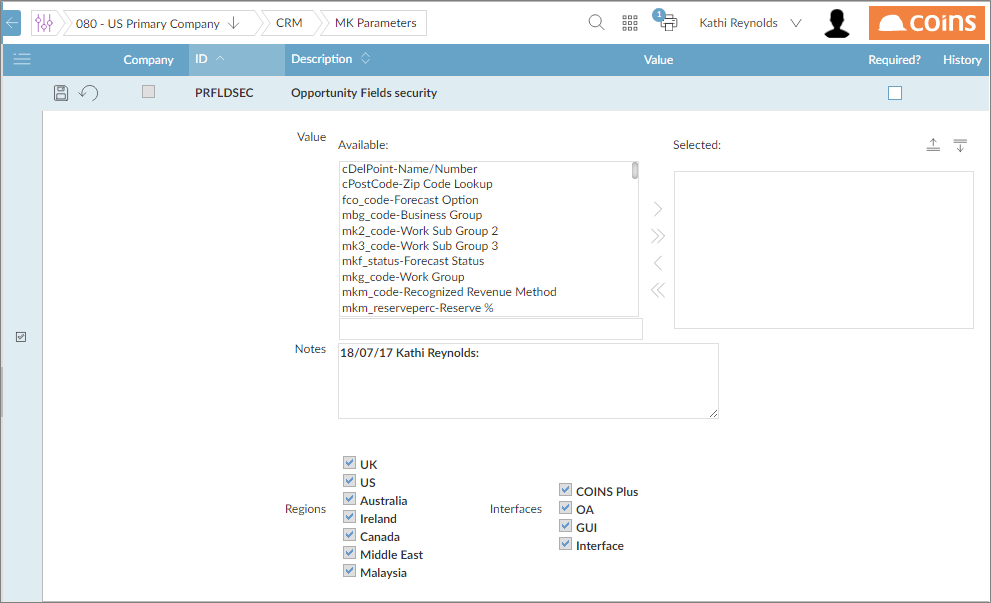 080 - US Primary Company
CRM
MK Parameters
1
Kathi Reynolds
coins
Company
ID
Description
Value
Required?
History
PRFLDSEC
Opportunity Fields security
Value
Available:
Selected:
cDelPoint-Name/Number
cPostCode-Zip Code Lookup
fco_code-Forecast Option
mbg_code-Business Group
mk2_code-Work Sub Group 2
mk3_code-Work Sub Group 3
mkf_status-Forecast Status
mkg_code-Work Group
mkm_code-Recognized Revenue Method
mkm_reserveperc-Reserve %
Notes
18/07/17 Kathi Reynolds:
Regions
UK
US
Australia
Ireland
Canada
Middle East
Malaysia
Interfaces
COINS Plus
OA
GUI
Interface